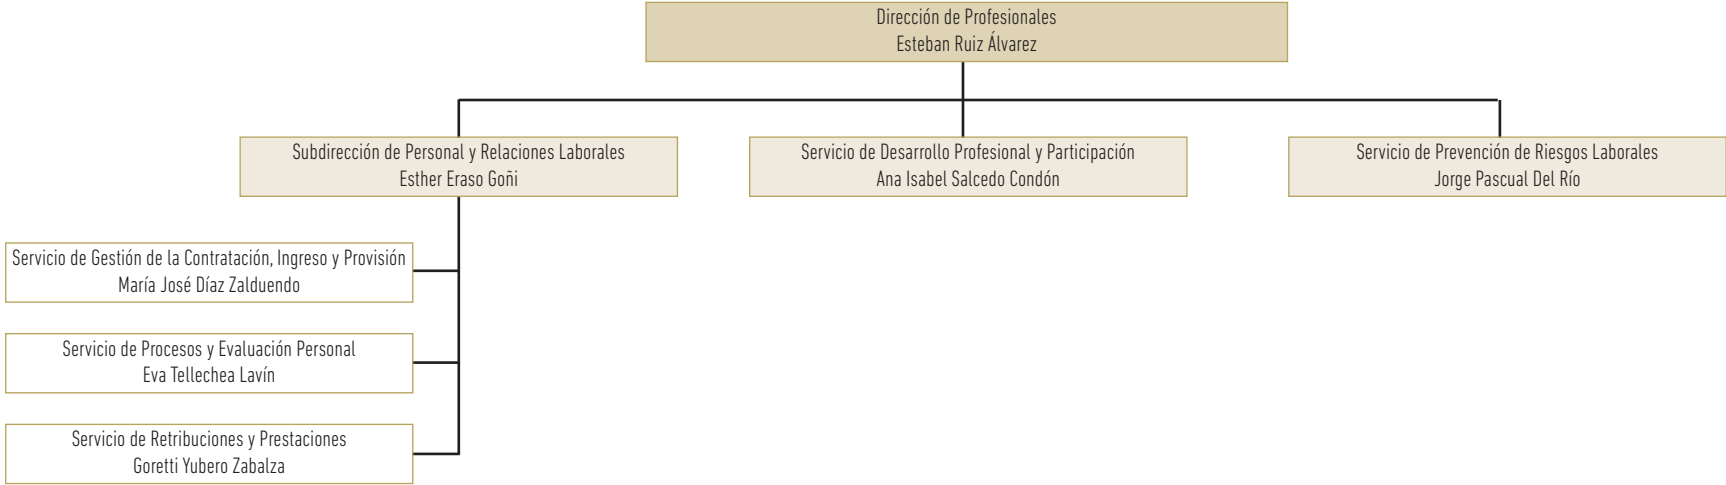 Dirección de Profesionales
Esteban Ruiz Álvarez
Subdirección de Personal y Relaciones Laborales
Esther Eraso Goñi
Servicio de Desarrollo Profesional y Participación
Ana Isabel Salcedo Condón
Servicio de Prevención de Riesgos Laborales
Jorge Pascual Del Río
Servicio de Gestión de la Contratación, Ingreso y Provisión
María José Díaz Zalduendo
Servicio de Procesos y Evaluación Personal
Eva Tellechea Lavín
Servicio de Retribuciones y Prestaciones
Goretti Yubero Zabalza